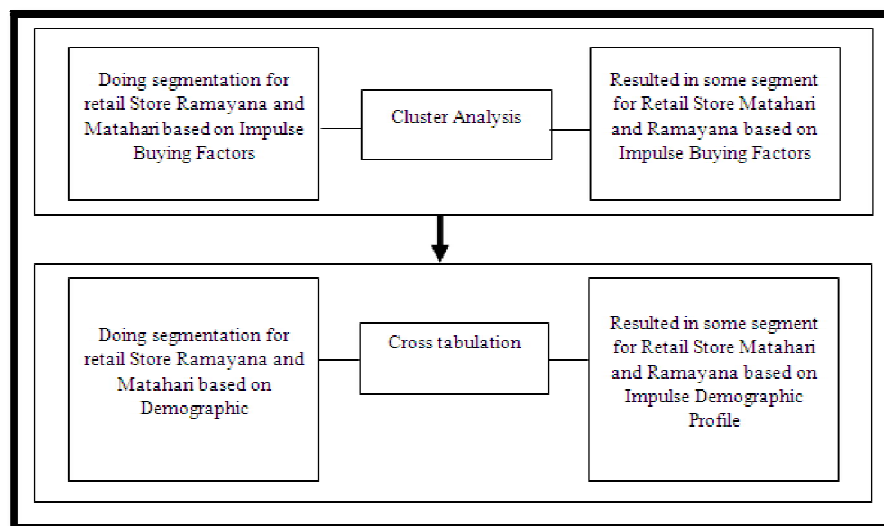 Doing segmentation for
retail Store Ramayana and
Matahari based on Impulse
Buying Factors
Cluster Analysis
Resulted in some segment
for Retail Store Matahari
and Ramayana based on
Impulse Buying Factors
Doing segmentation for
retail Store Ramayana and
Matahari based on
Demographic
Cross tabulation
Resulted in some segment
for Retail Store Matahari
and Ramayana based on
Impulse Demographic
Profile